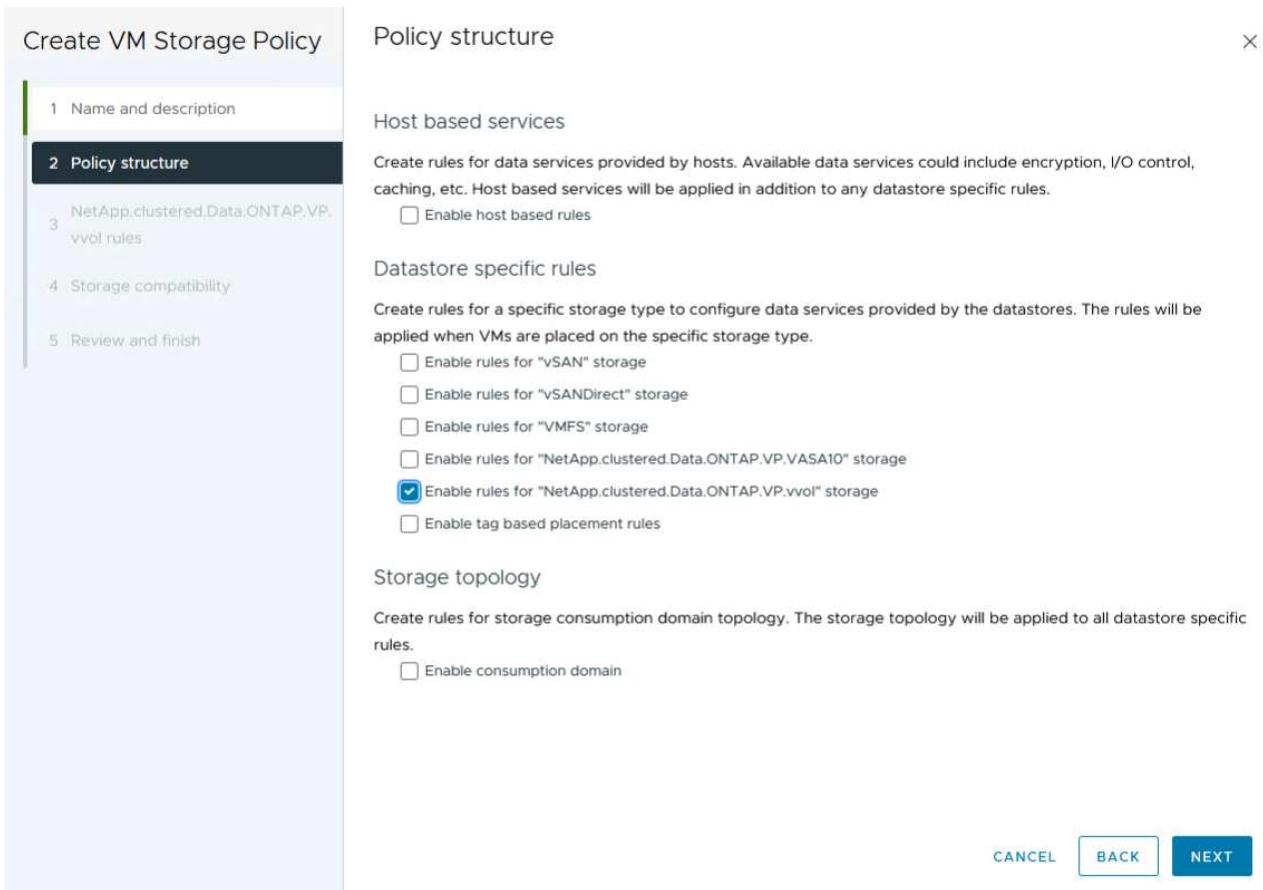 Create VM Storage Policy
1 Name and description
2 Policy structure
3 NetApp.clustered.Data.ONTAP.VP.
vvol rules
4 Storage compatibility
5 Review and finish
Policy structure
Host based services
Create rules for data services provided by hosts. Available data services could include encryption, I/O control,
caching, etc. Host based services will be applied in addition to any datastore specific rules.
Enable host based rules
Datastore specific rules
Create rules for a specific storage type to configure data services provided by the datastores. The rules will be
applied when VMs are placed on the specific storage type.
Enable rules for "vSAN" storage
Enable rules for "vSANDirect" storage
Enable rules for "VMFS" storage
Enable rules for "NetApp.clustered.Data.ONTAP.VP.VASA10" storage
Enable rules for "NetApp.clustered.Data.ONTAP.VP.vvol" storage
Enable tag based placement rules
Storage topology
Create rules for storage consumption domain topology. The storage topology will be applied to all datastore specific
rules.
Enable consumption domain
CANCEL BACK NEXT